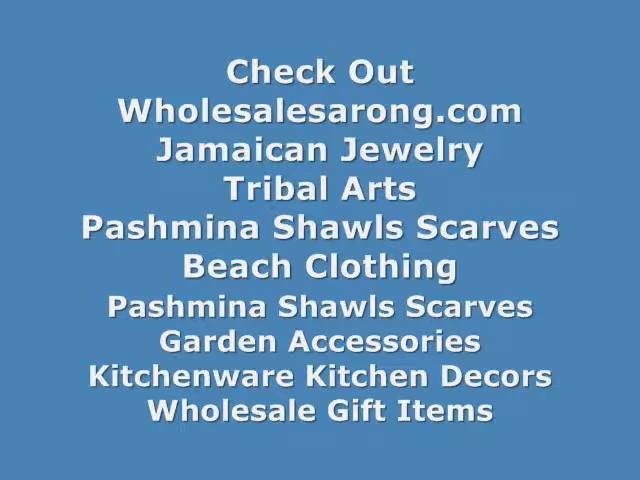 Check Out
Wholesalesarong.com
Jamaican Jewelry
Tribal Arts
Pashmina Shawls Scarves
Beach Clothing
Pashmina Shawls Scarves
Garden Accessories
Kitchenware Kitchen Decors
Wholesale Gift Items